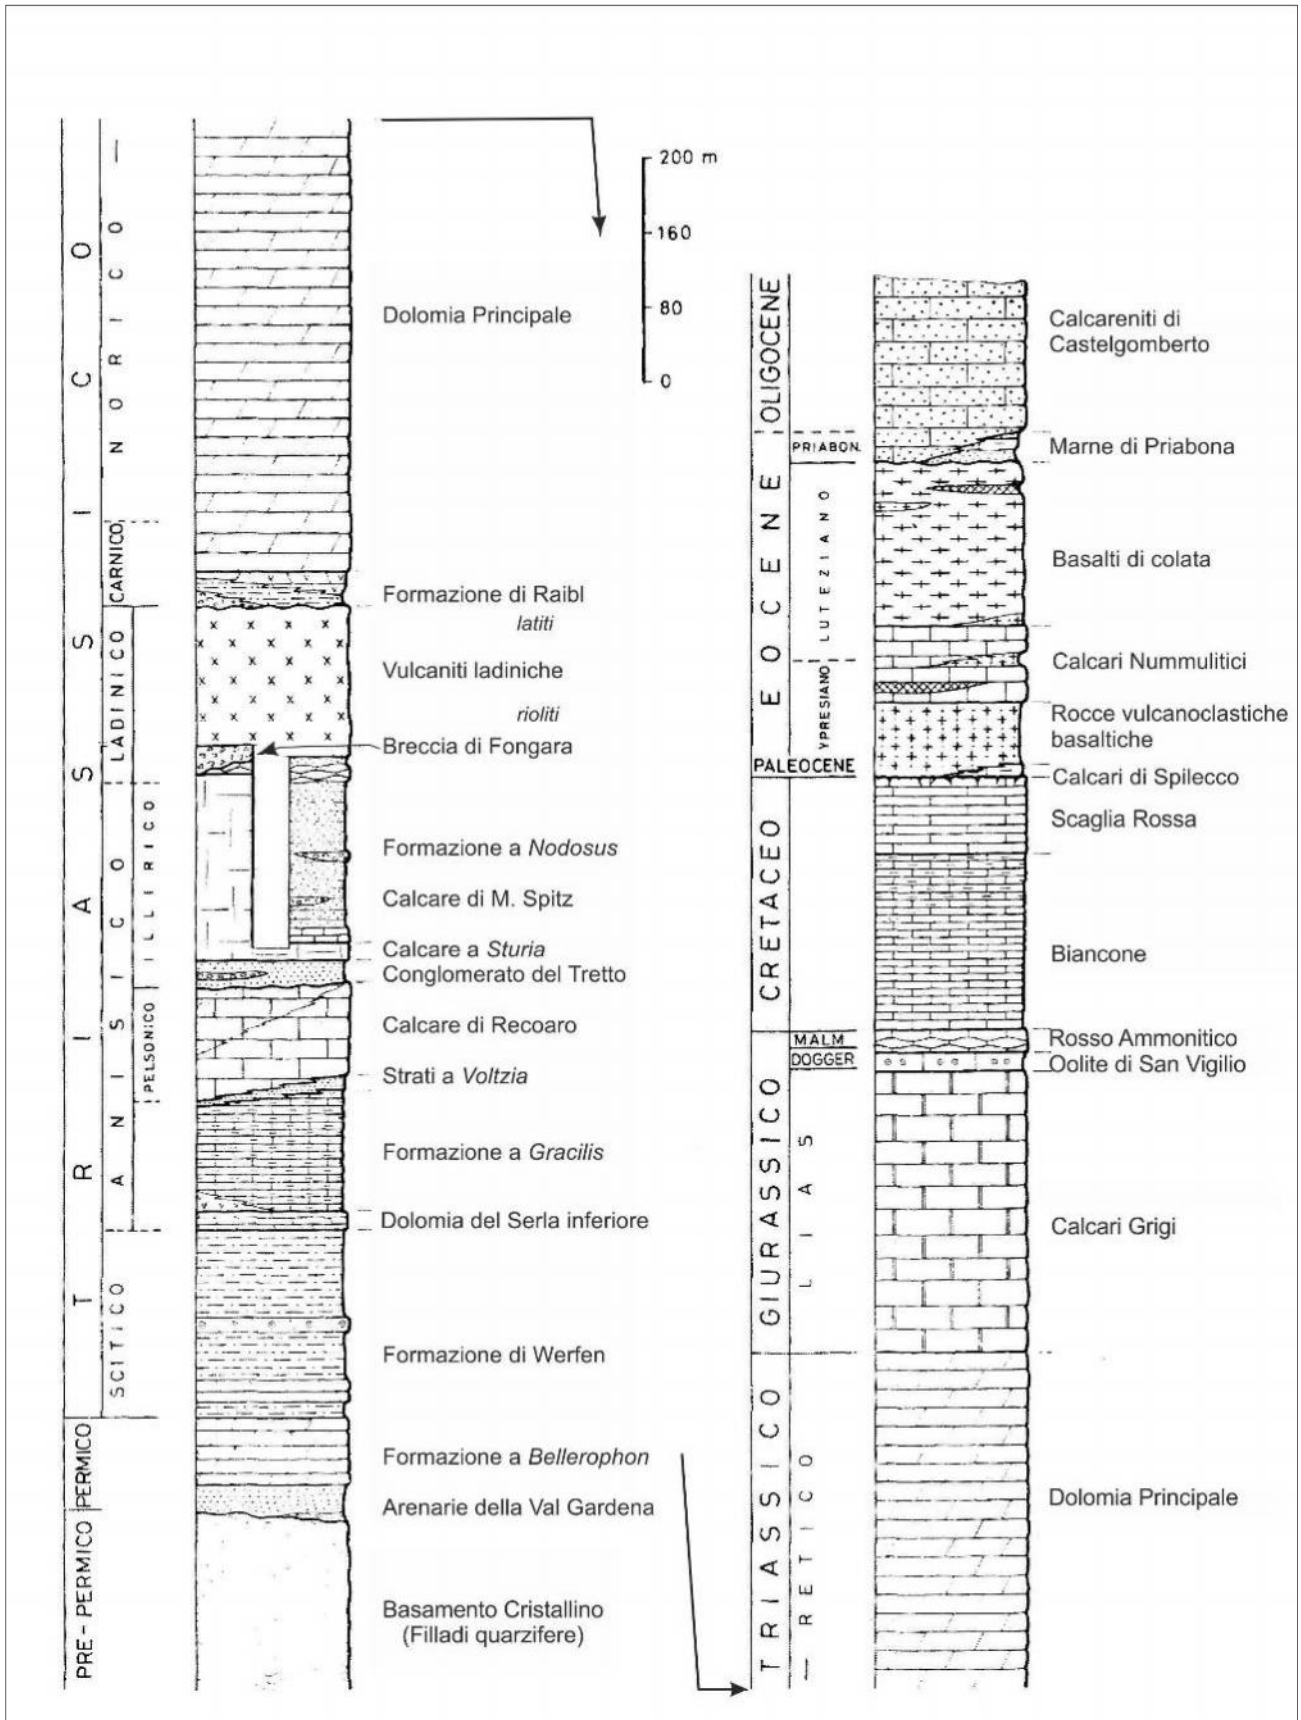 TRIASSICO
NORICO —
CARNICO
LADINICO
ANISICO
ILLIRICO
PELSONICO
SCITICO
PERMICO
PRE-PERMICO
Dolomia Principale
Formazione di Raibl
latiti
Vulcaniti ladiniche
rioliti
Breccia di Fongara
Formazione a Nodosus
Calcare di M. Spitz
Calcare a Sturia
Conglomerato del Tretto
Calcare di Recoaro
Strati a Voltzia
Formazione a Gracilis
Dolomia del Serla inferiore
Formazione di Werfen
Formazione a Bellerophon
Arenarie della Val Gardena
Basamento Cristallino
(Filladi quarzifere)
200 m
160
80
0
OLIGOCENE
EOCENE
PRIABON.
LUTEZIANO
YPRESIANO
PALEOCENE
CRETACEO
GIURASSICO
MALM
DOGGER
LIAS
TRIASSICO
— RETICO
Calcareniti di
Castelgomberto
Marne di Priabona
Basalti di colata
Calcari Nummulitici
Rocce vulcanoclastiche
basaltiche
Calcari di Spilecco
Scaglia Rossa
Biancone
Rosso Ammonitico
Oolite di San Vigilio
Calcari Grigi
Dolomia Principale